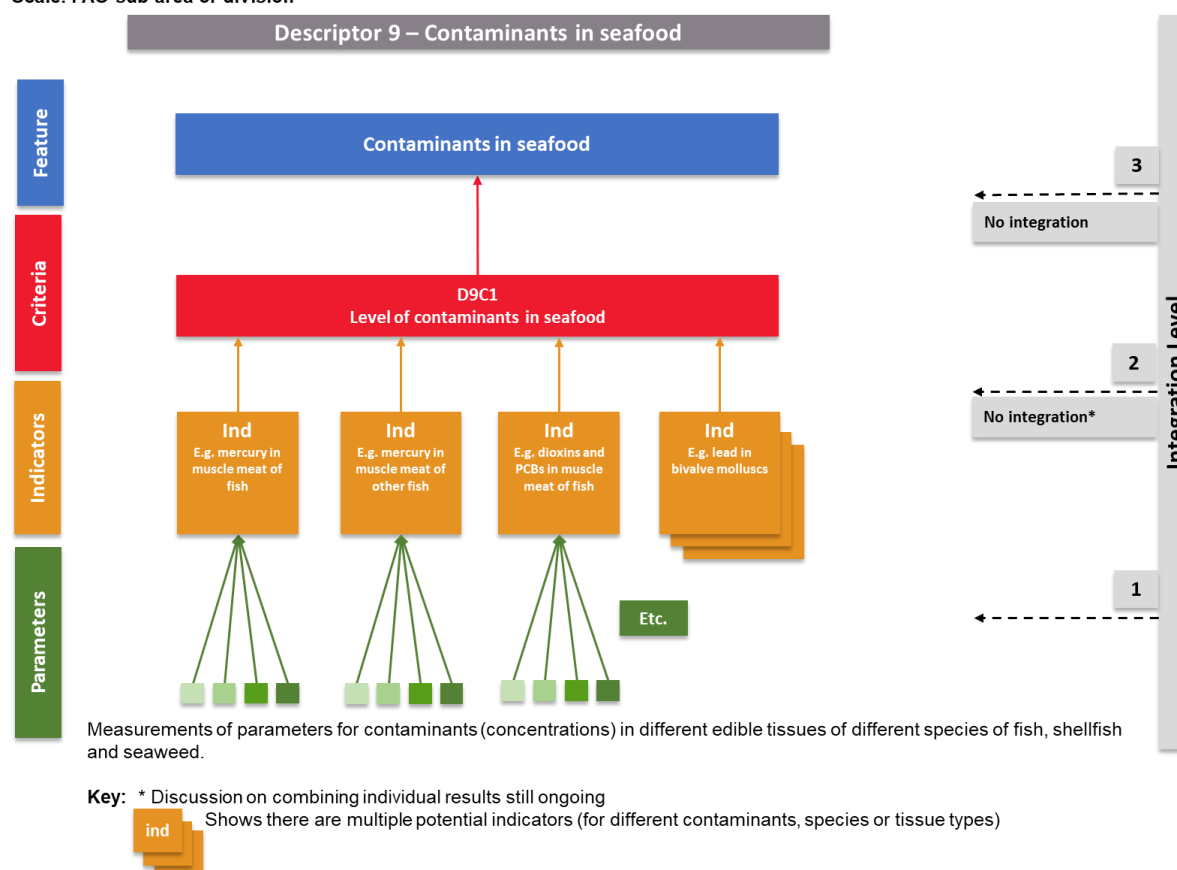 Descriptor 9 – Contaminants in seafood
Feature
Contaminants in seafood
3
No integration
Criteria
D9C1
Level of contaminants in seafood
2
No integration*
Integration Level
Indicators
Ind
E.g. mercury in
muscle meat of
fish
Ind
E.g. mercury in
muscle meat of
other fish
Ind
E.g. dioxins and
PCBs in muscle
meat of fish
Ind
E.g. lead in
bivalve molluscs
Parameters
Etc.
1
Measurements of parameters for contaminants (concentrations) in different edible tissues of different species of fish, shellfish
and seaweed.
Key: * Discussion on combining individual results still ongoing
ind
Shows there are multiple potential indicators (for different contaminants, species or tissue types)